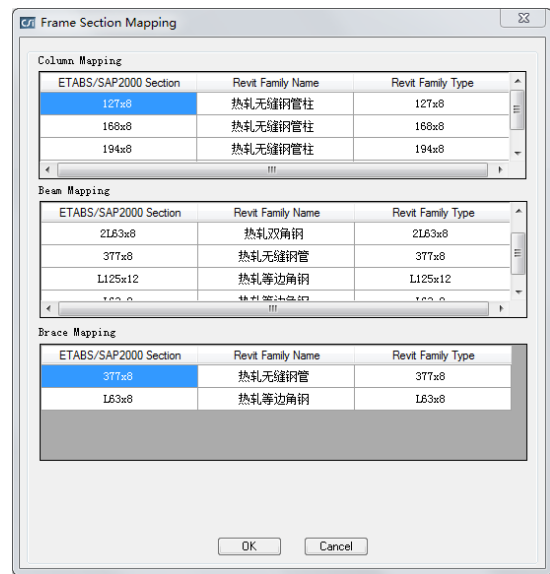 CSI Frame Section Mapping
Column Mapping
ETABS/SAP2000 Section Revit Family Name Revit Family Type
127x8 热轧无缝钢管柱 127x8
168x8 热轧无缝钢管柱 168x8
194x8 热轧无缝钢管柱 194x8
Beam Mapping
ETABS/SAP2000 Section Revit Family Name Revit Family Type
2L63x8 热轧双角钢 2L63x8
377x8 热轧无缝钢管 377x8
L125x12 热轧等边角钢 L125x12
Brace Mapping
ETABS/SAP2000 Section Revit Family Name Revit Family Type
377x8 热轧无缝钢管 377x8
L63x8 热轧等边角钢 L63x8
OK Cancel